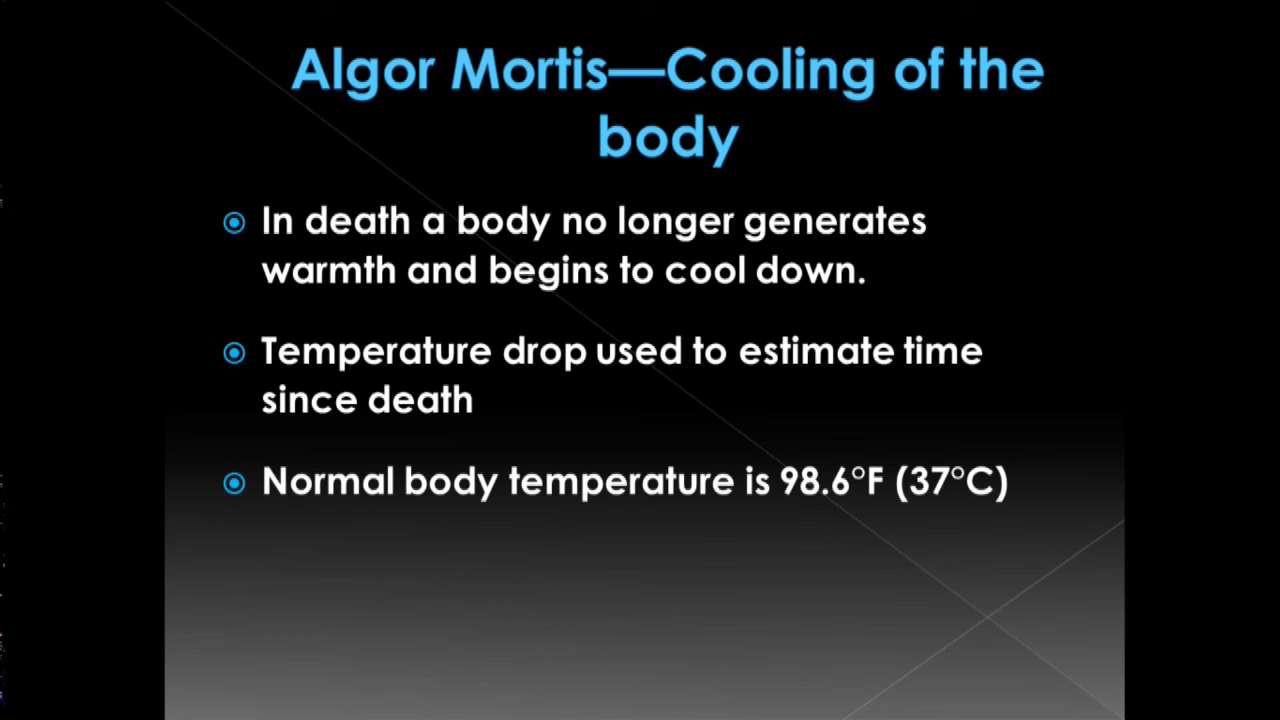 Algor Mortis—Cooling of the
body
In death a body no longer generates
warmth and begins to cool down.
Temperature drop used to estimate time
since death
Normal body temperature is 98.6°F (37°C)